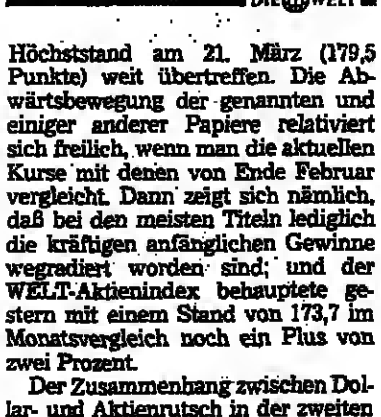 DIE WELT
Höchststand am 21. März (179,5
Punkte) weit übertreffen. Die Ab-
wärtsbewegung der genannten und
einiger anderer Papiere relativiert
sich freilich, wenn man die aktuellen
Kurse mit denen von Ende Februar
vergleicht. Dann zeigt sich nämlich,
daß bei den meisten Titeln lediglich
die kräftigen anfänglichen Gewinne
wegradiert worden sind; und der
WELT-Aktienindex behauptete ge-
stern mit einem Stand von 173,7 im
Monatsvergleich noch ein Plus von
zwei Prozent.
Der Zusammenhang zwischen Dol-
lar- und Aktienrutsch in der zweiten